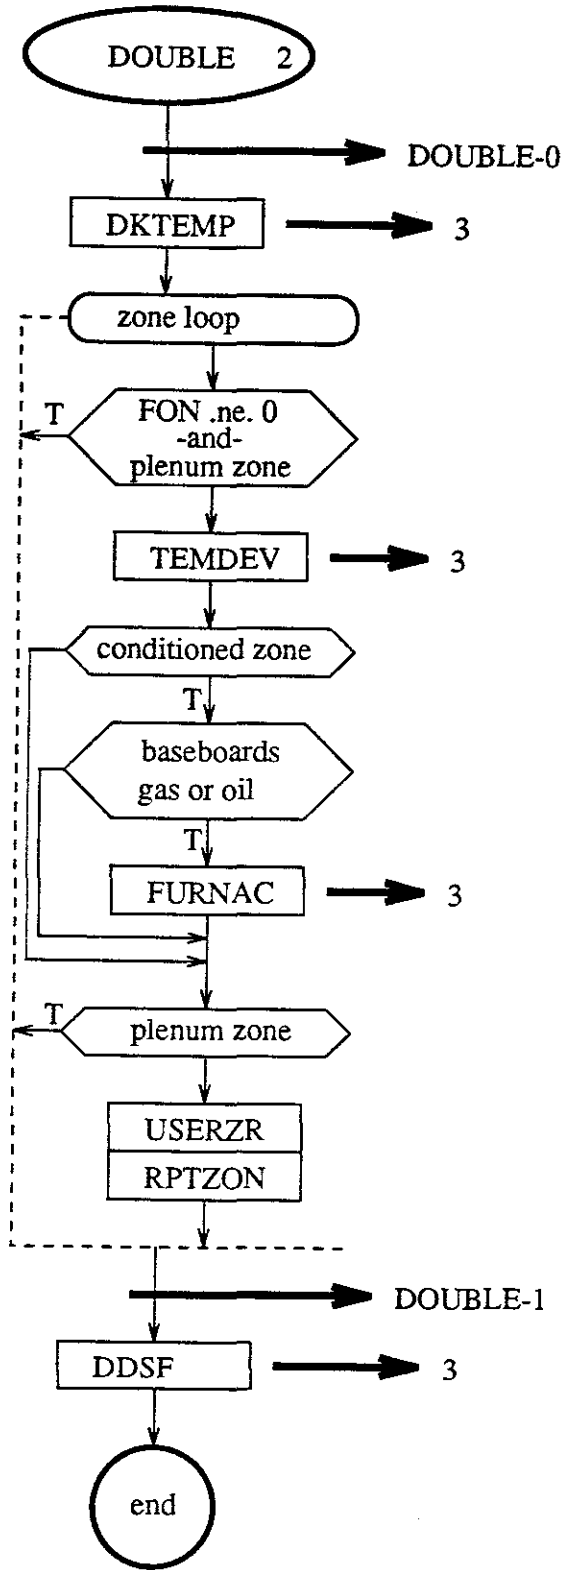 DOUBLE 2
DOUBLE-0
DKTEMP 3
zone loop
T
FON .ne. 0
-and-
plenum zone
TEMDEV 3
conditioned zone
T
baseboards
gas or oil
T
FURNAC 3
T
plenum zone
USERZR
RPTZON
DOUBLE-1
DDSF 3
end